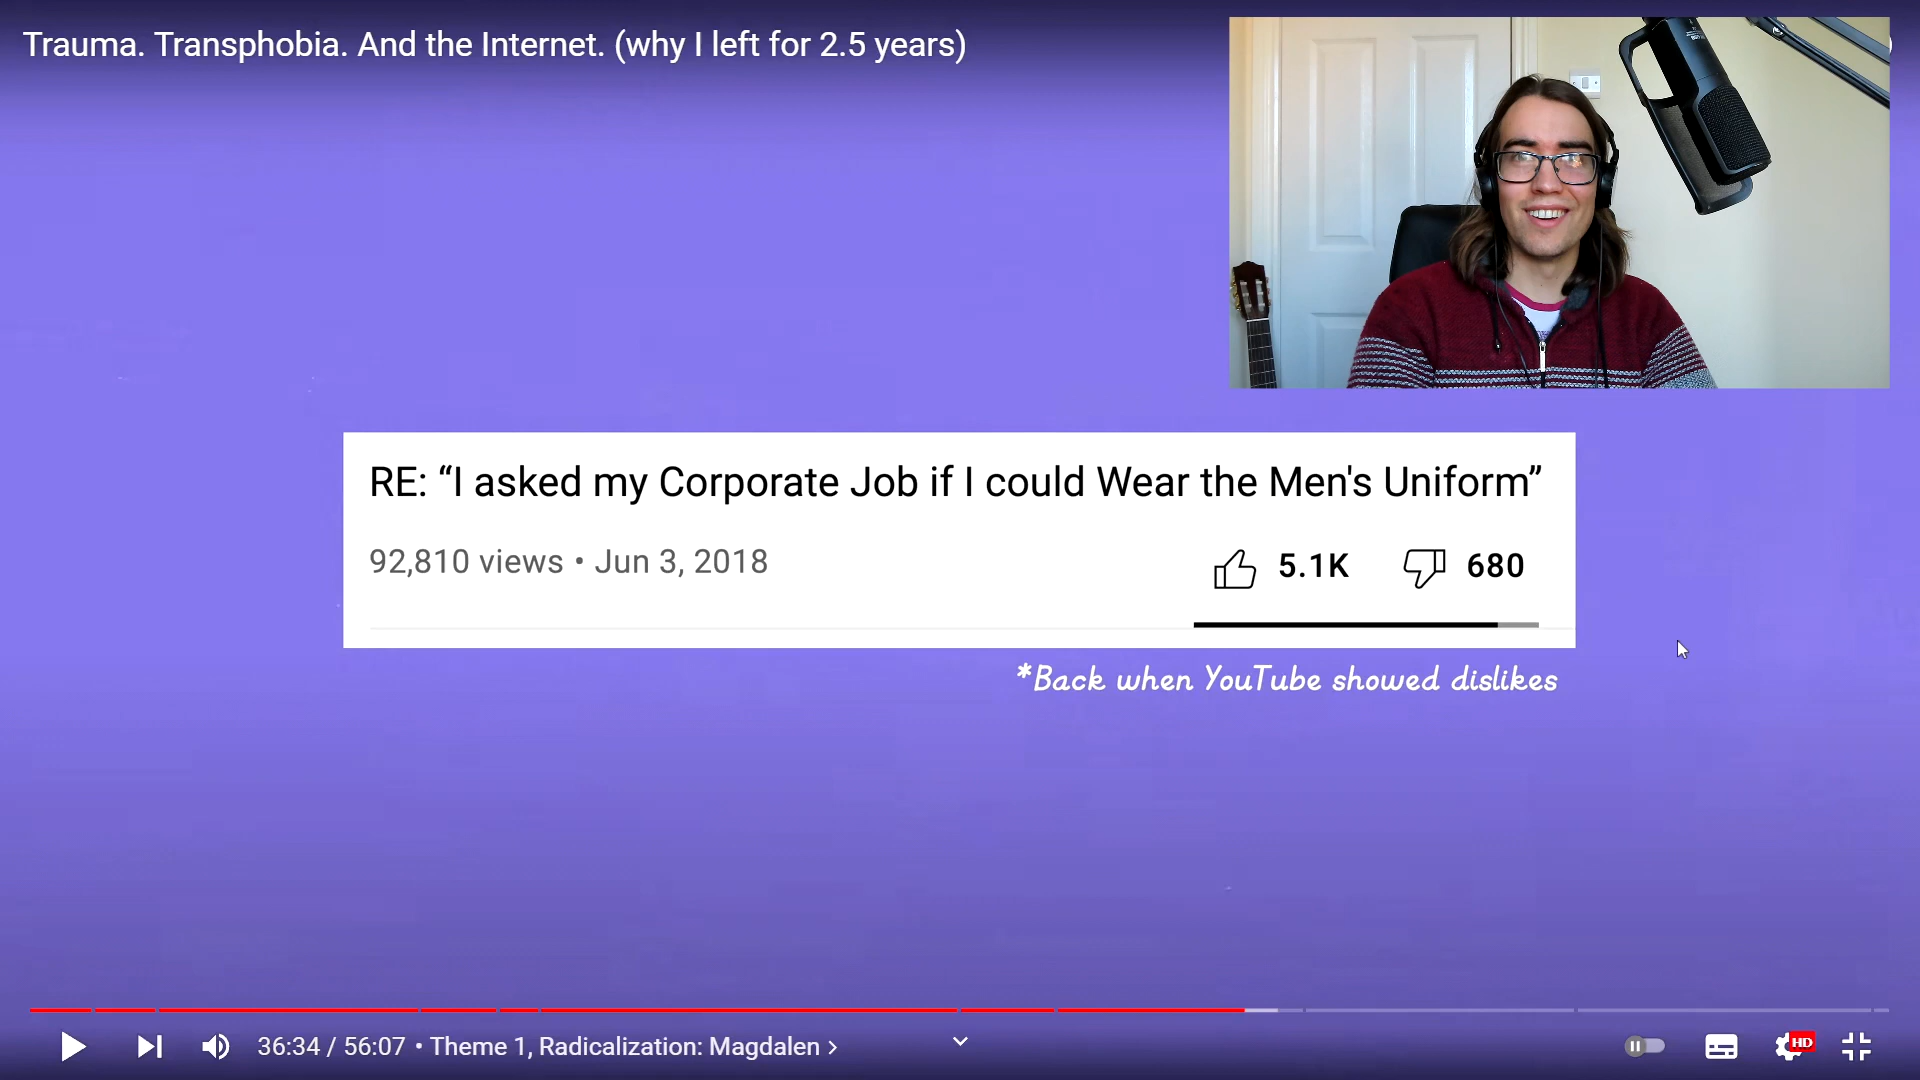 Trauma. Transphobia. And the Internet. (why I left for 2.5 years)
RE: “I asked my Corporate Job if I could Wear the Men's Uniform”
92,810 views • Jun 3, 2018
5.1K 680
*Back when YouTube showed dislikes
36:34 / 56:07 • Theme 1, Radicalization: Magdalen
HD